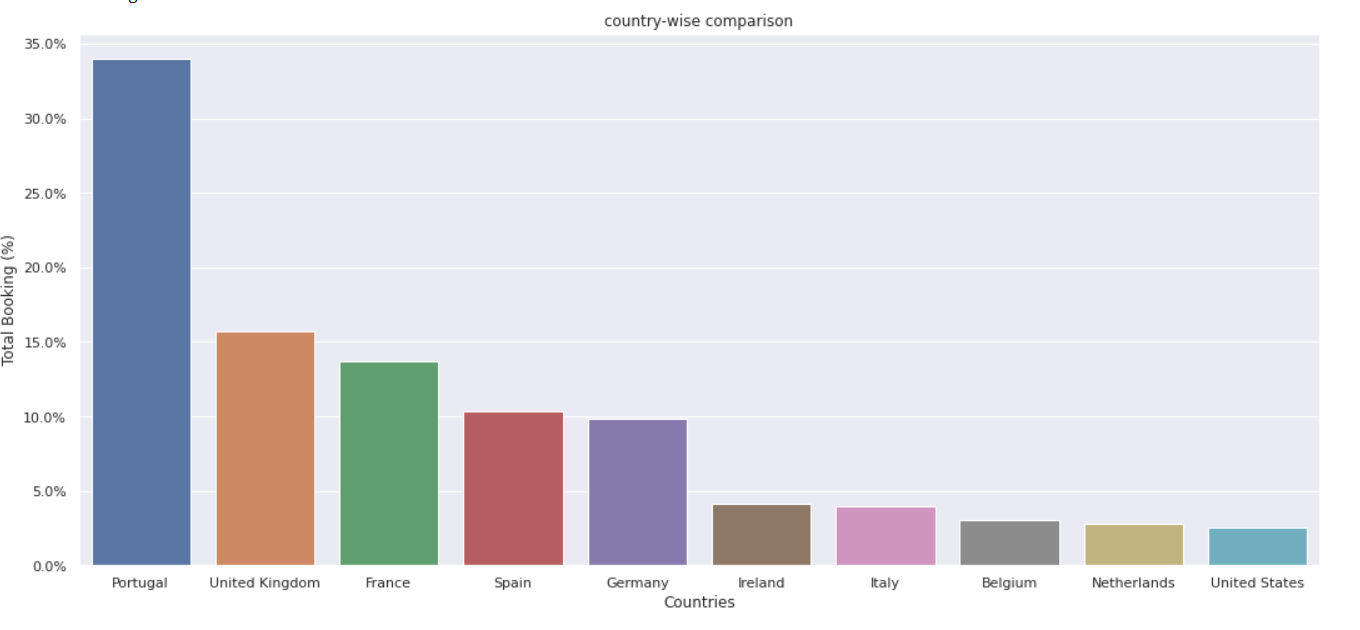 country-wise comparison
35.0%
30.0%
25.0%
20.0%
15.0%
10.0%
5.0%
0.0%
Total Booking (%)
Portugal United Kingdom France Spain Germany Ireland Italy Belgium Netherlands United States
Countries